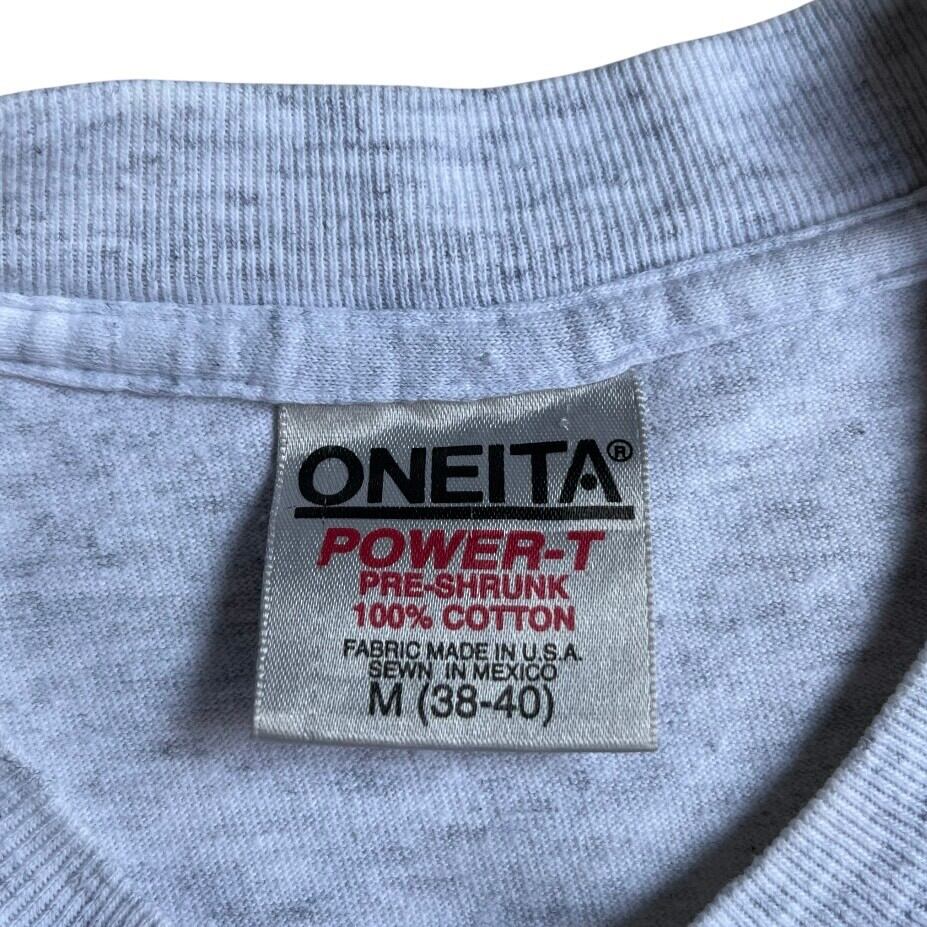 ONEITA®
POWER-T
PRE-SHRUNK
100% COTTON
FABRIC MADE IN U.S.A.
SEWN IN MEXICO
M (38-40)